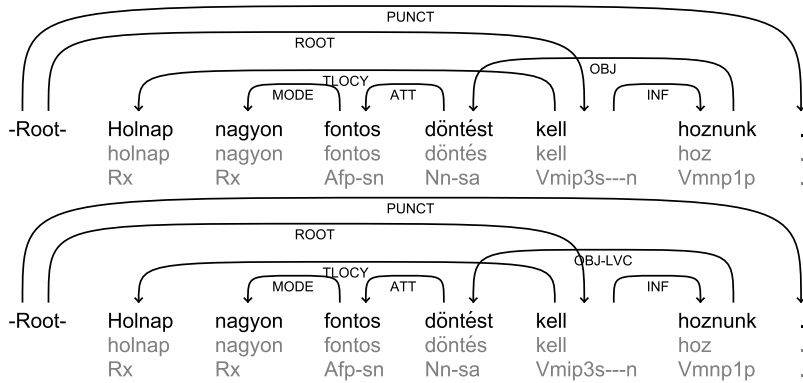 PUNCT
ROOT
OBJ
TLOCY
MODE ATT INF
-Root- Holnap nagyon fontos döntést kell hoznunk .
holnap nagyon fontos döntés kell hoz .
Rx Rx Afp-sn Nn-sa Vmip3s---n Vmnp1p .
PUNCT
ROOT
OBJ-LVC
TLOCY
MODE ATT INF
-Root- Holnap nagyon fontos döntést kell hoznunk .
holnap nagyon fontos döntés kell hoz .
Rx Rx Afp-sn Nn-sa Vmip3s---n Vmnp1p .